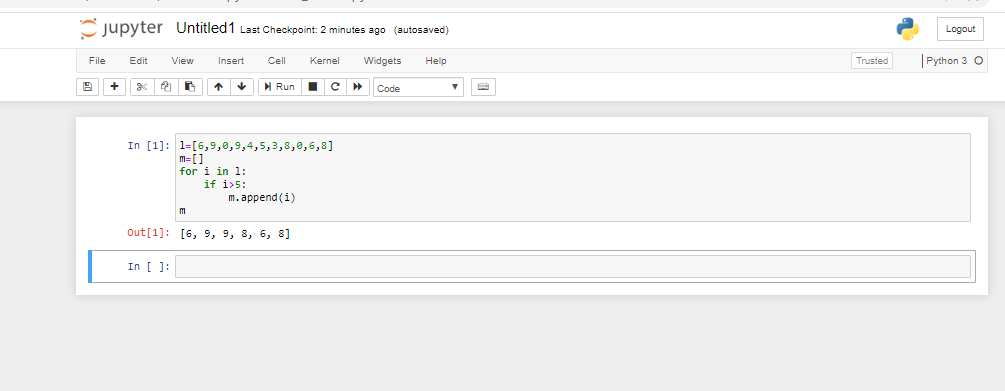 jupyter Untitled1 Last Checkpoint: 2 minutes ago (autosaved) Logout
File Edit View Insert Cell Kernel Widgets Help Trusted Python 3
Run Code
In [1]: l=[6,9,0,9,4,5,3,8,0,6,8]
m=[]
for i in l:
    if i>5:
        m.append(i)
m
Out[1]: [6, 9, 9, 8, 6, 8]
In [ ]: